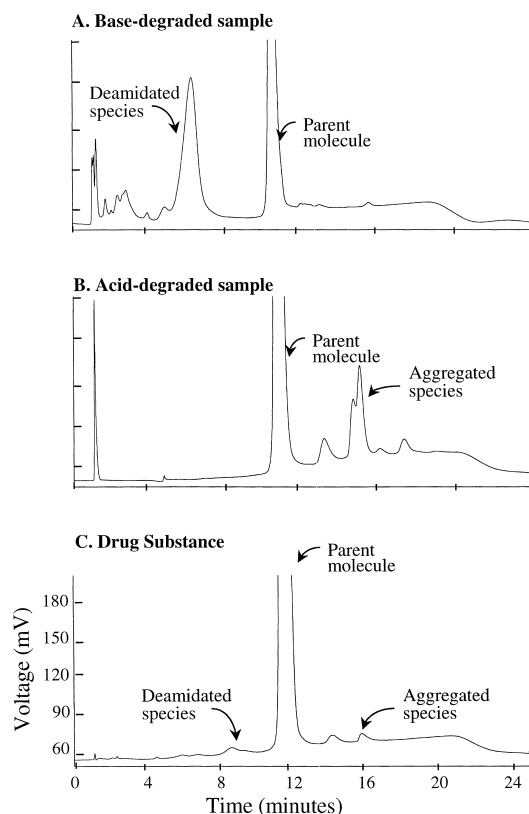 A. Base-degraded sample
Deamidated
species
Parent
molecule
B. Acid-degraded sample
Parent
molecule
Aggregated
species
C. Drug Substance
Parent
molecule
180
150
120
90
60
Voltage (mV)
Deamidated
species
Aggregated
species
0 4 8 12 16 20 24
Time (minutes)